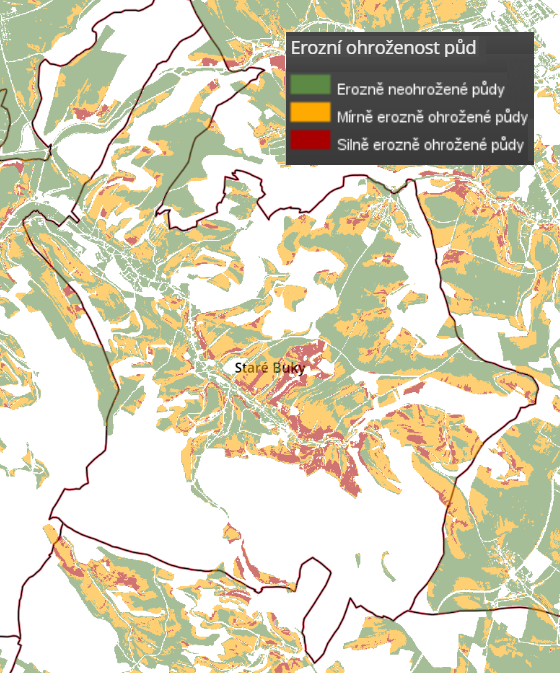 Erozní ohroženost půd
Erozně neohrožené půdy
Mírně erozně ohrožené půdy
Silně erozně ohrožené půdy
Staré Buky